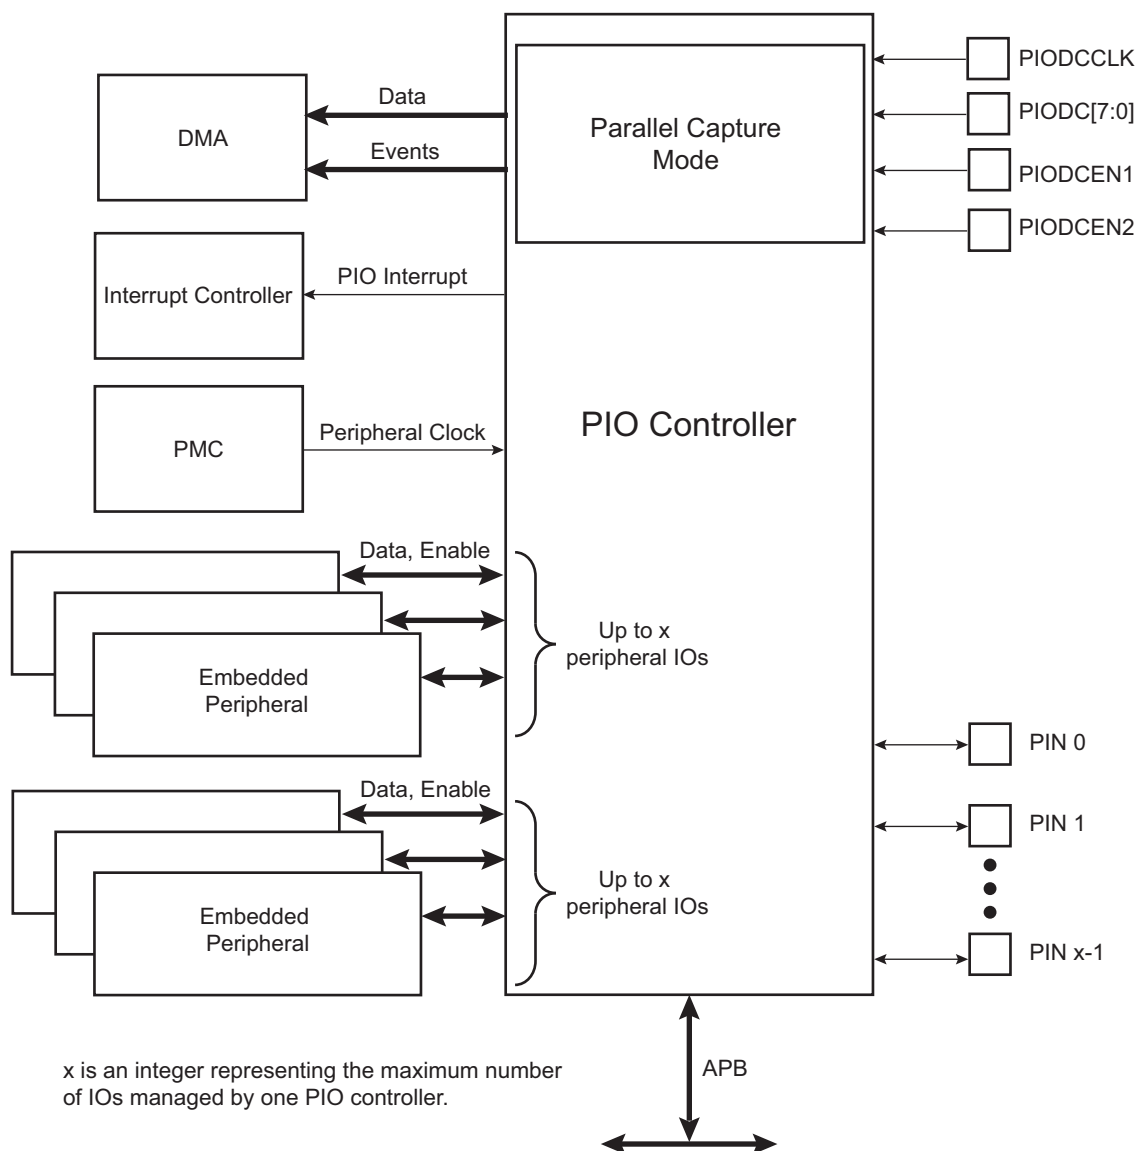 PIODCCLK
Data
Parallel Capture
Mode
PIODC[7:0]
DMA
Events
PIODCEN1
PIODCEN2
PIO Interrupt
Interrupt Controller
PIO Controller
Peripheral Clock
PMC
Data, Enable
Up to x
peripheral IOs
Embedded
Peripheral
PIN 0
Data, Enable
PIN 1
Up to x
peripheral IOs
Embedded
Peripheral
PIN x-1
x is an integer representing the maximum number
of IOs managed by one PIO controller.
APB